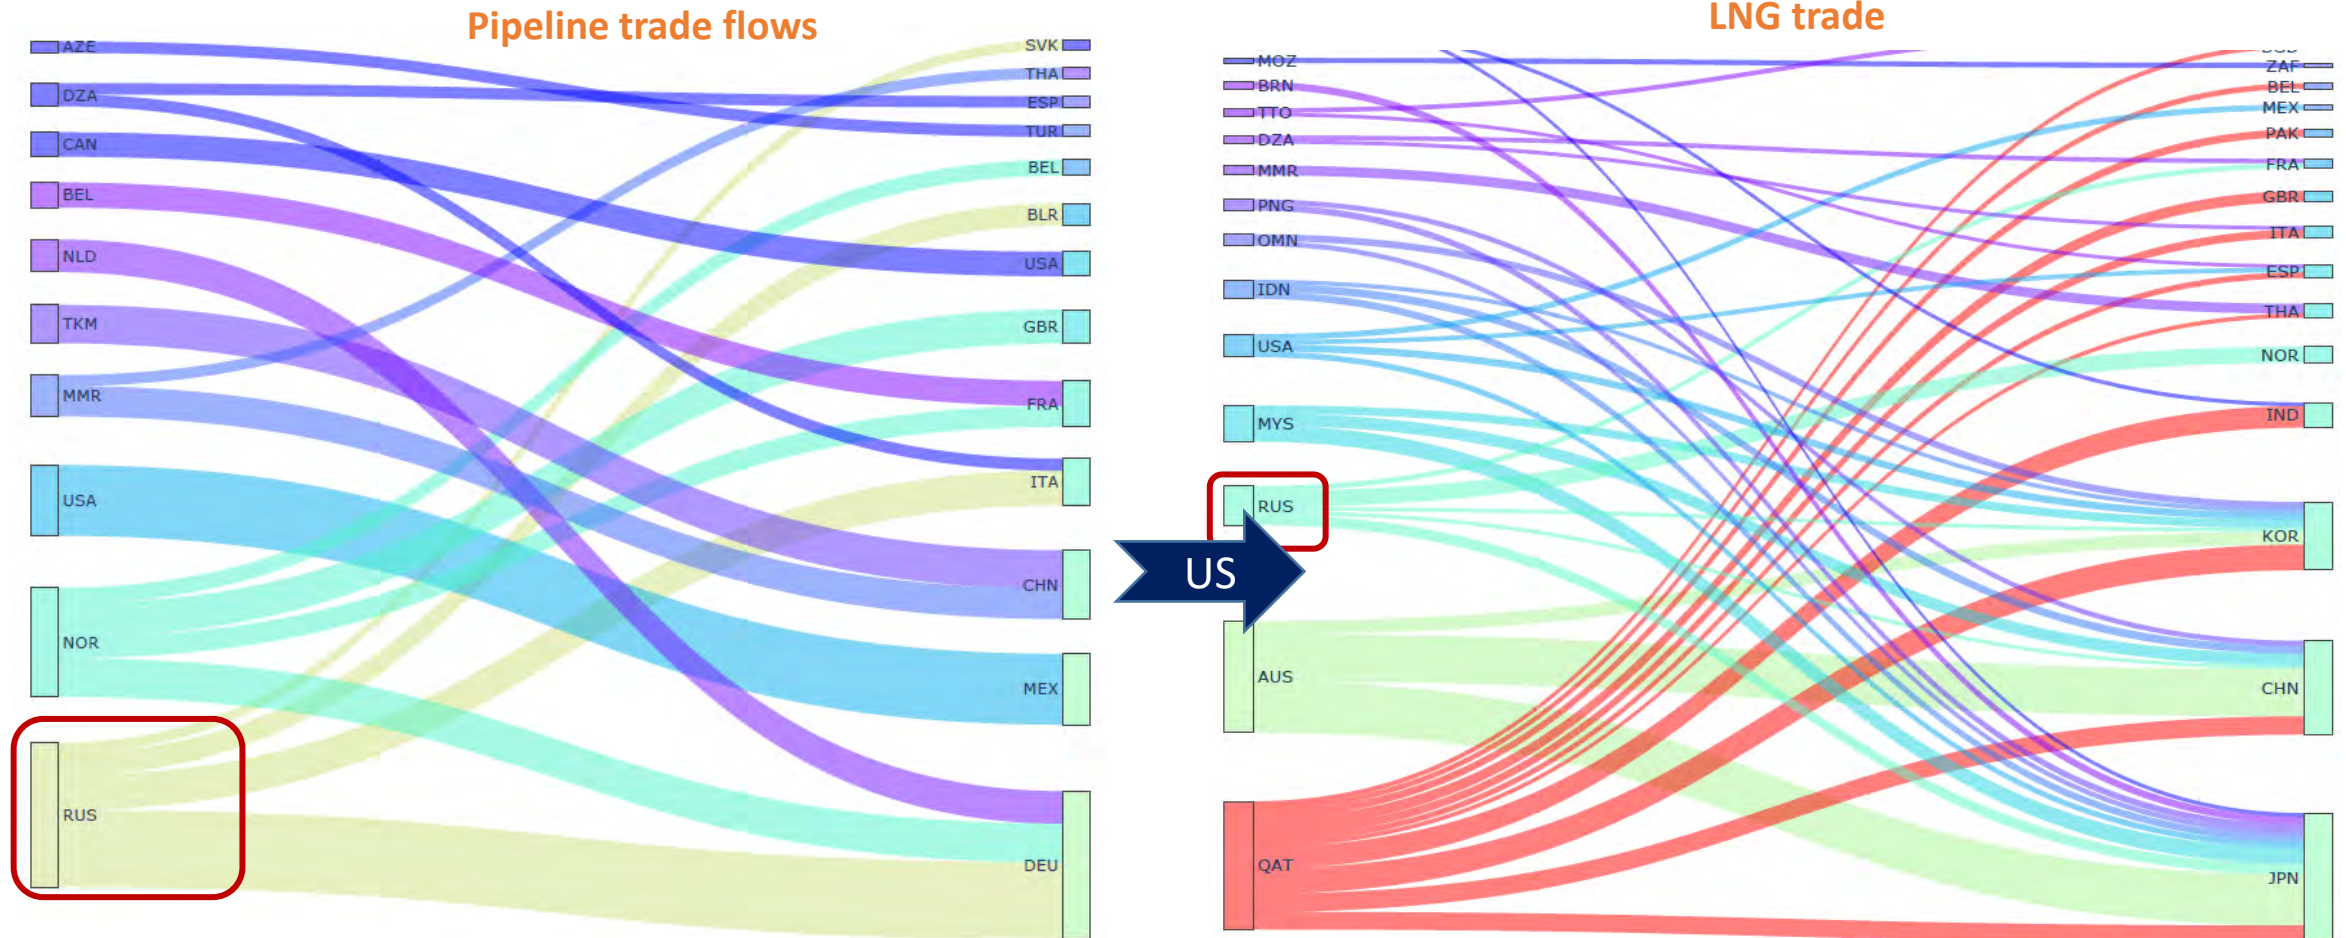 Pipeline trade flows
AZE
DZA
CAN
BEL
NLD
TKM
MMR
USA
NOR
RUS
SVK
THA
ESP
TUR
BEL
BLR
USA
GBR
FRA
ITA
CHN
MEX
DEU
US
LNG trade
MOZ
BRN
TTO
DZA
MMR
PNG
OMN
IDN
USA
MYS
RUS
AUS
QAT
ZAF
BEL
MEX
PAK
FRA
GBR
ITA
ESP
THA
NOR
IND
KOR
CHN
JPN